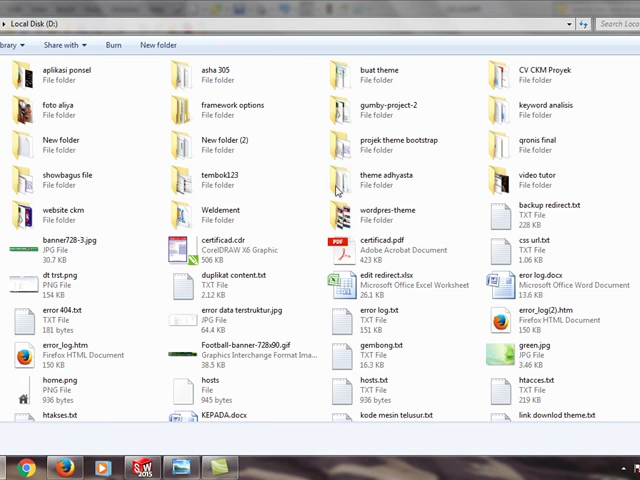 Local Disk (D:)
Search Loca
brary Share with Burn New folder
aplikasi ponsel
File folder
asha 305
File folder
buat theme
File folder
CV CKM Proyek
File folder
foto aliya
File folder
framework options
File folder
gumby-project-2
File folder
keyword analisis
File folder
New folder
File folder
New folder (2)
File folder
projek theme bootstrap
File folder
qronis final
File folder
showbagus file
File folder
tembok123
File folder
theme adhyasta
File folder
video tutor
File folder
website ckm
File folder
Weldement
File folder
wordpres-theme
File folder
backup redirect.txt
TXT File
228 KB
banner728-3.jpg
JPG File
30.7 KB
certificad.cdr
CorelDRAW X6 Graphic
506 KB
certificad.pdf
Adobe Acrobat Document
423 KB
css url.txt
TXT File
1.06 KB
dt trst.png
PNG File
154 KB
duplikat content.txt
TXT File
2.12 KB
edit redirect.xlsx
Microsoft Office Excel Worksheet
26.1 KB
eror log.docx
Microsoft Office Word Document
13.6 KB
error 404.txt
TXT File
181 bytes
error data terstruktur.jpg
JPG File
64.4 KB
error log.txt
TXT File
151 KB
error_log(2).htm
Firefox HTML Document
150 KB
error_log.htm
Firefox HTML Document
150 KB
Football-banner-728x90.gif
Graphics Interchange Format Ima...
38.5 KB
gembong.txt
TXT File
16.3 KB
green.jpg
JPG File
3.46 KB
home.png
PNG File
936 bytes
hosts
File
945 bytes
hosts.txt
TXT File
936 bytes
htacces.txt
TXT File
219 KB
htakses.txt
KEPADA.docx
kode mesin telusur.txt
link downlod theme.txt
SW
2015